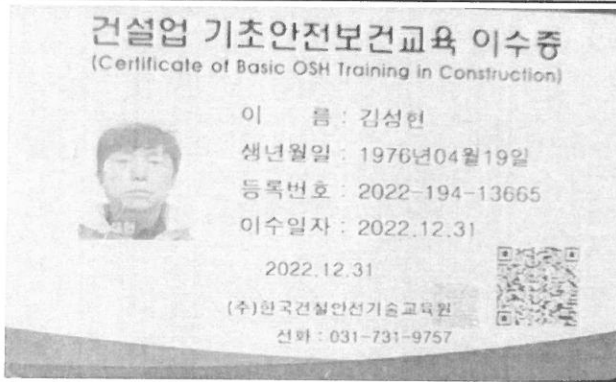 건설업 기초안전보건교육 이수증
(Certificate of Basic OSH Training in Construction)
이 름 : 김성현
생년월일 : 1976년04월19일
등록번호 : 2022-194-13665
이수일자 : 2022.12.31
2022.12.31
(주)한국건설안전기술교육원
전화 : 031-731-9757